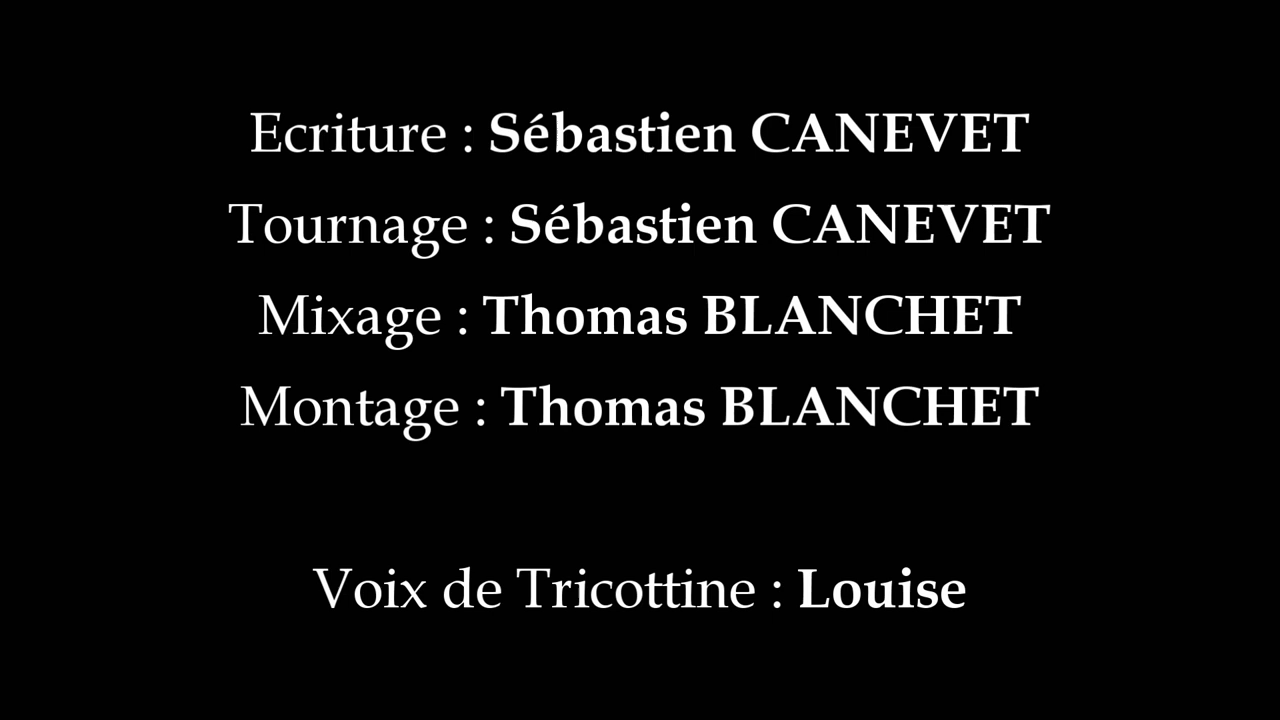 Ecriture : Sébastien CANEVET
Tournage : Sébastien CANEVET
Mixage : Thomas BLANCHET
Montage : Thomas BLANCHET
Voix de Tricottine : Louise